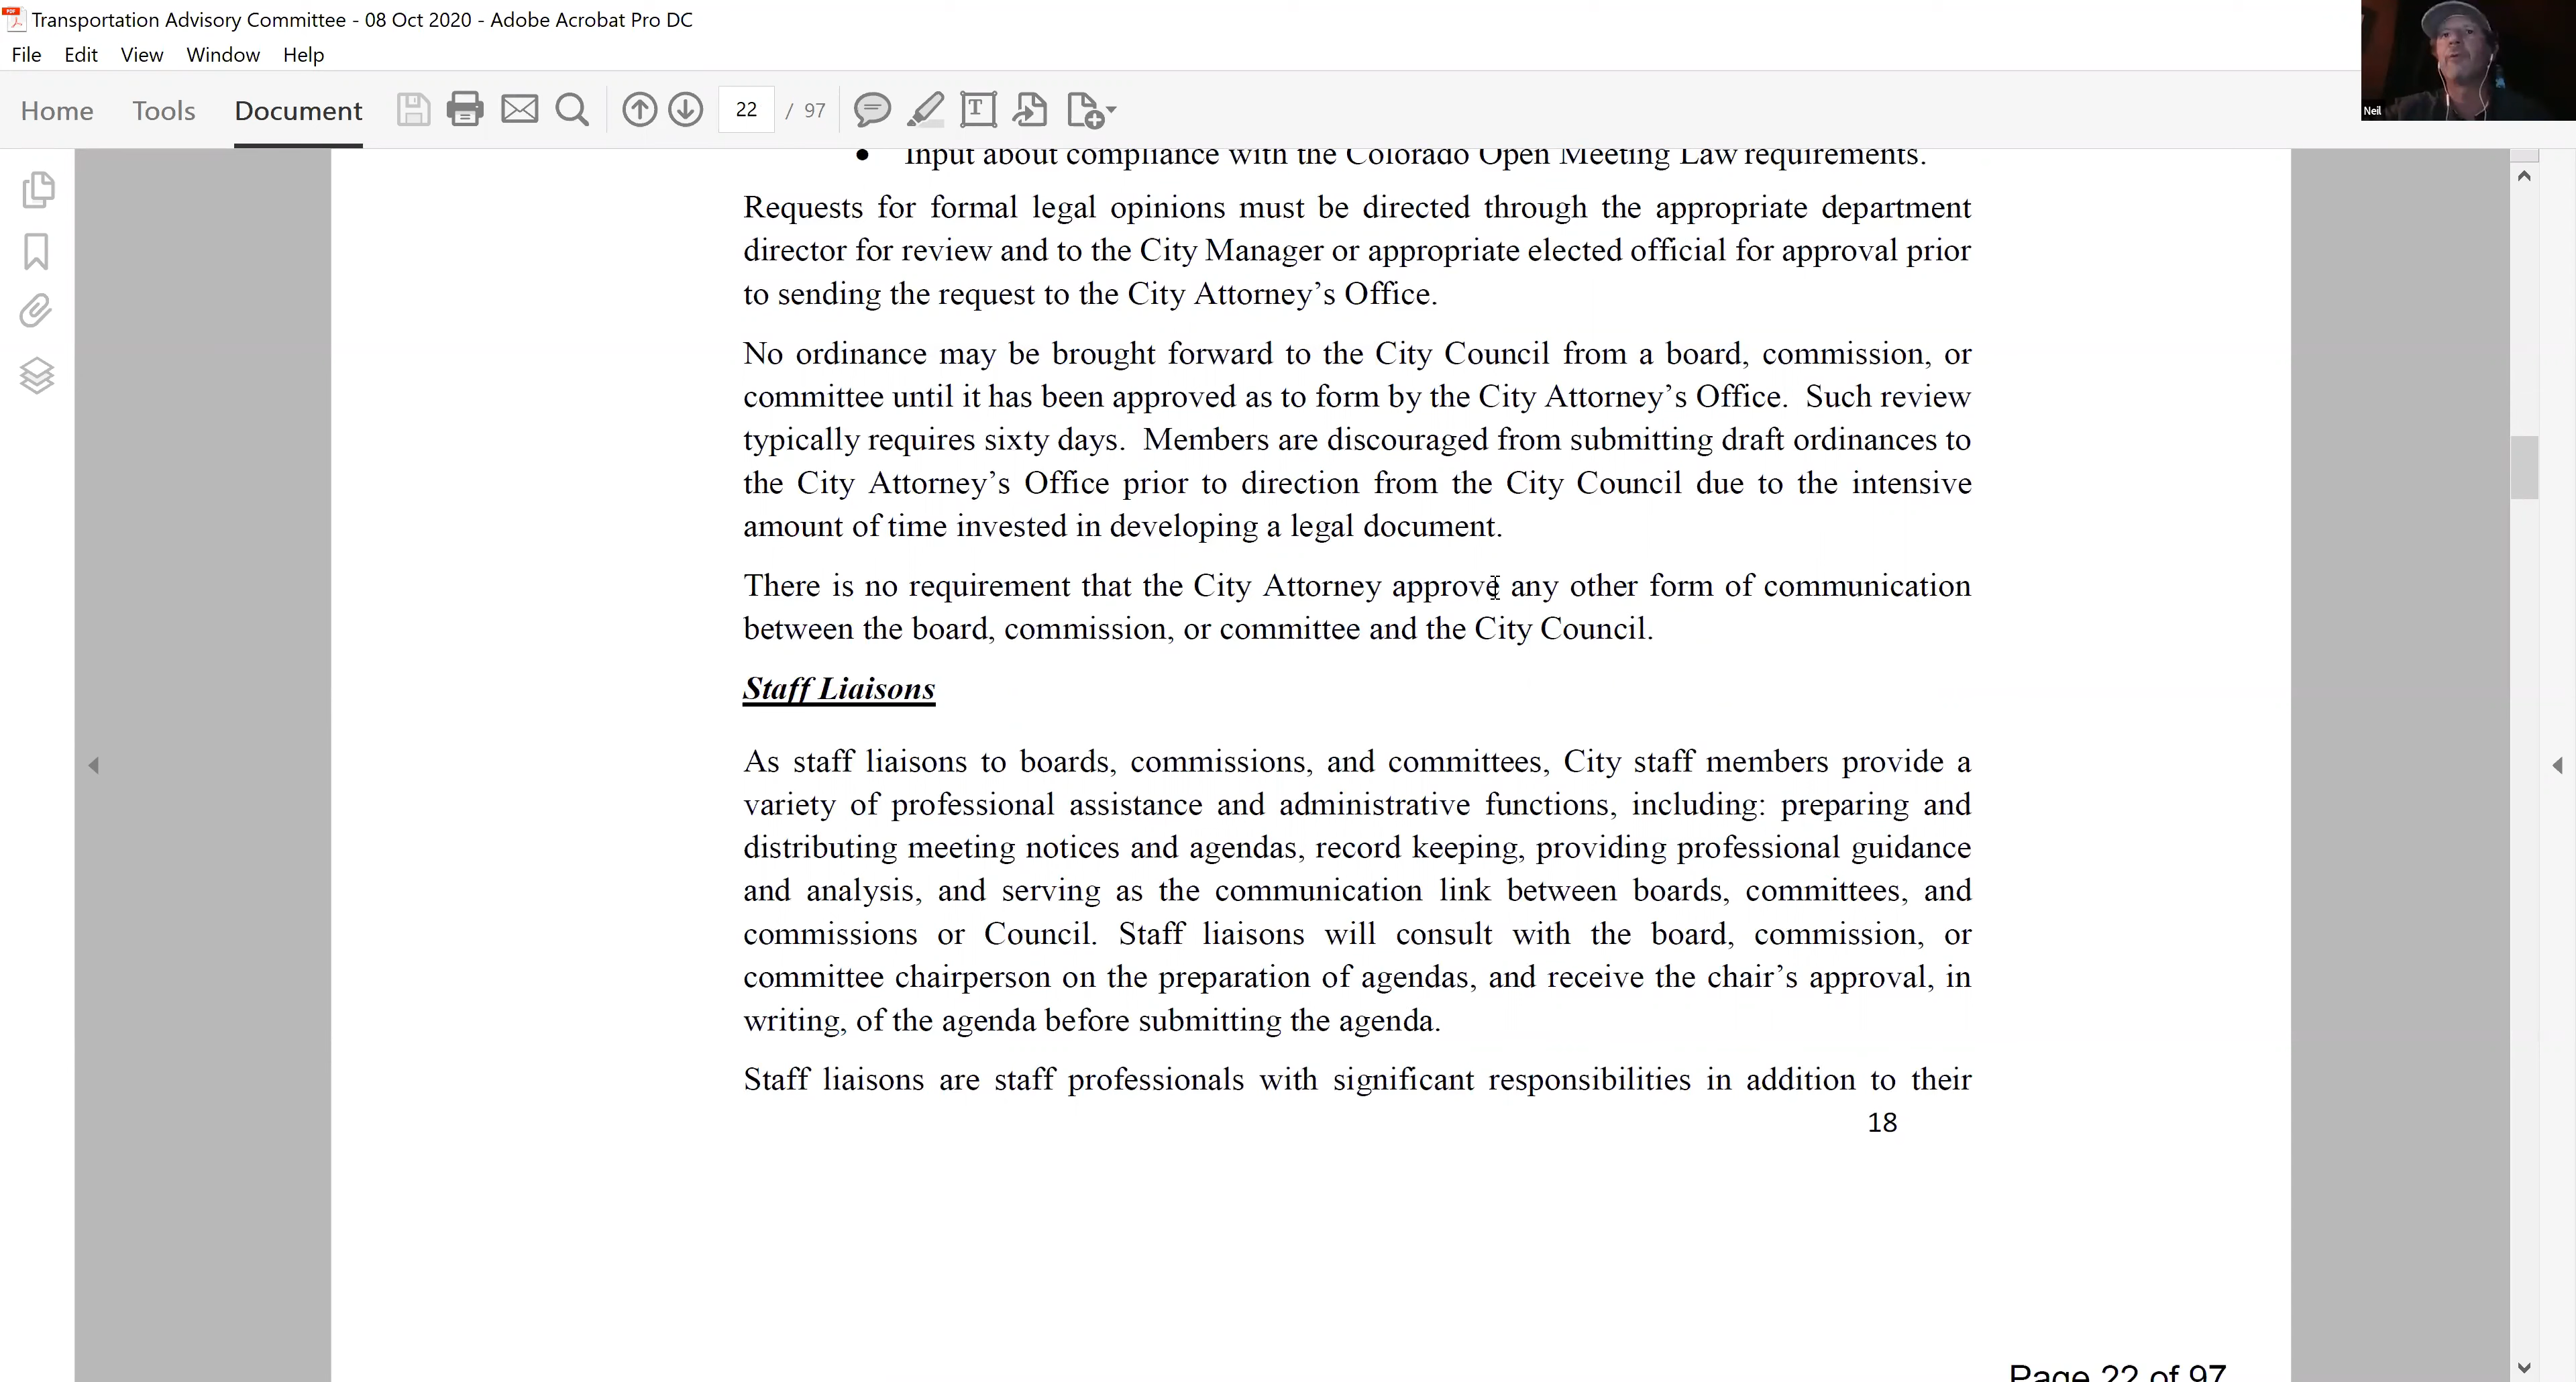 Transportation Advisory Committee - 08 Oct 2020 - Adobe Acrobat Pro DC
File Edit View Window Help
Home Tools Document 22 / 97
Neil
• Input about compliance with the Colorado Open Meeting Law requirements.
Requests for formal legal opinions must be directed through the appropriate department
director for review and to the City Manager or appropriate elected official for approval prior
to sending the request to the City Attorney’s Office.
No ordinance may be brought forward to the City Council from a board, commission, or
committee until it has been approved as to form by the City Attorney’s Office. Such review
typically requires sixty days. Members are discouraged from submitting draft ordinances to
the City Attorney’s Office prior to direction from the City Council due to the intensive
amount of time invested in developing a legal document.
There is no requirement that the City Attorney approve any other form of communication
between the board, commission, or committee and the City Council.
Staff Liaisons
As staff liaisons to boards, commissions, and committees, City staff members provide a
variety of professional assistance and administrative functions, including: preparing and
distributing meeting notices and agendas, record keeping, providing professional guidance
and analysis, and serving as the communication link between boards, committees, and
commissions or Council. Staff liaisons will consult with the board, commission, or
committee chairperson on the preparation of agendas, and receive the chair’s approval, in
writing, of the agenda before submitting the agenda.
Staff liaisons are staff professionals with significant responsibilities in addition to their
18
Page 22 of 97